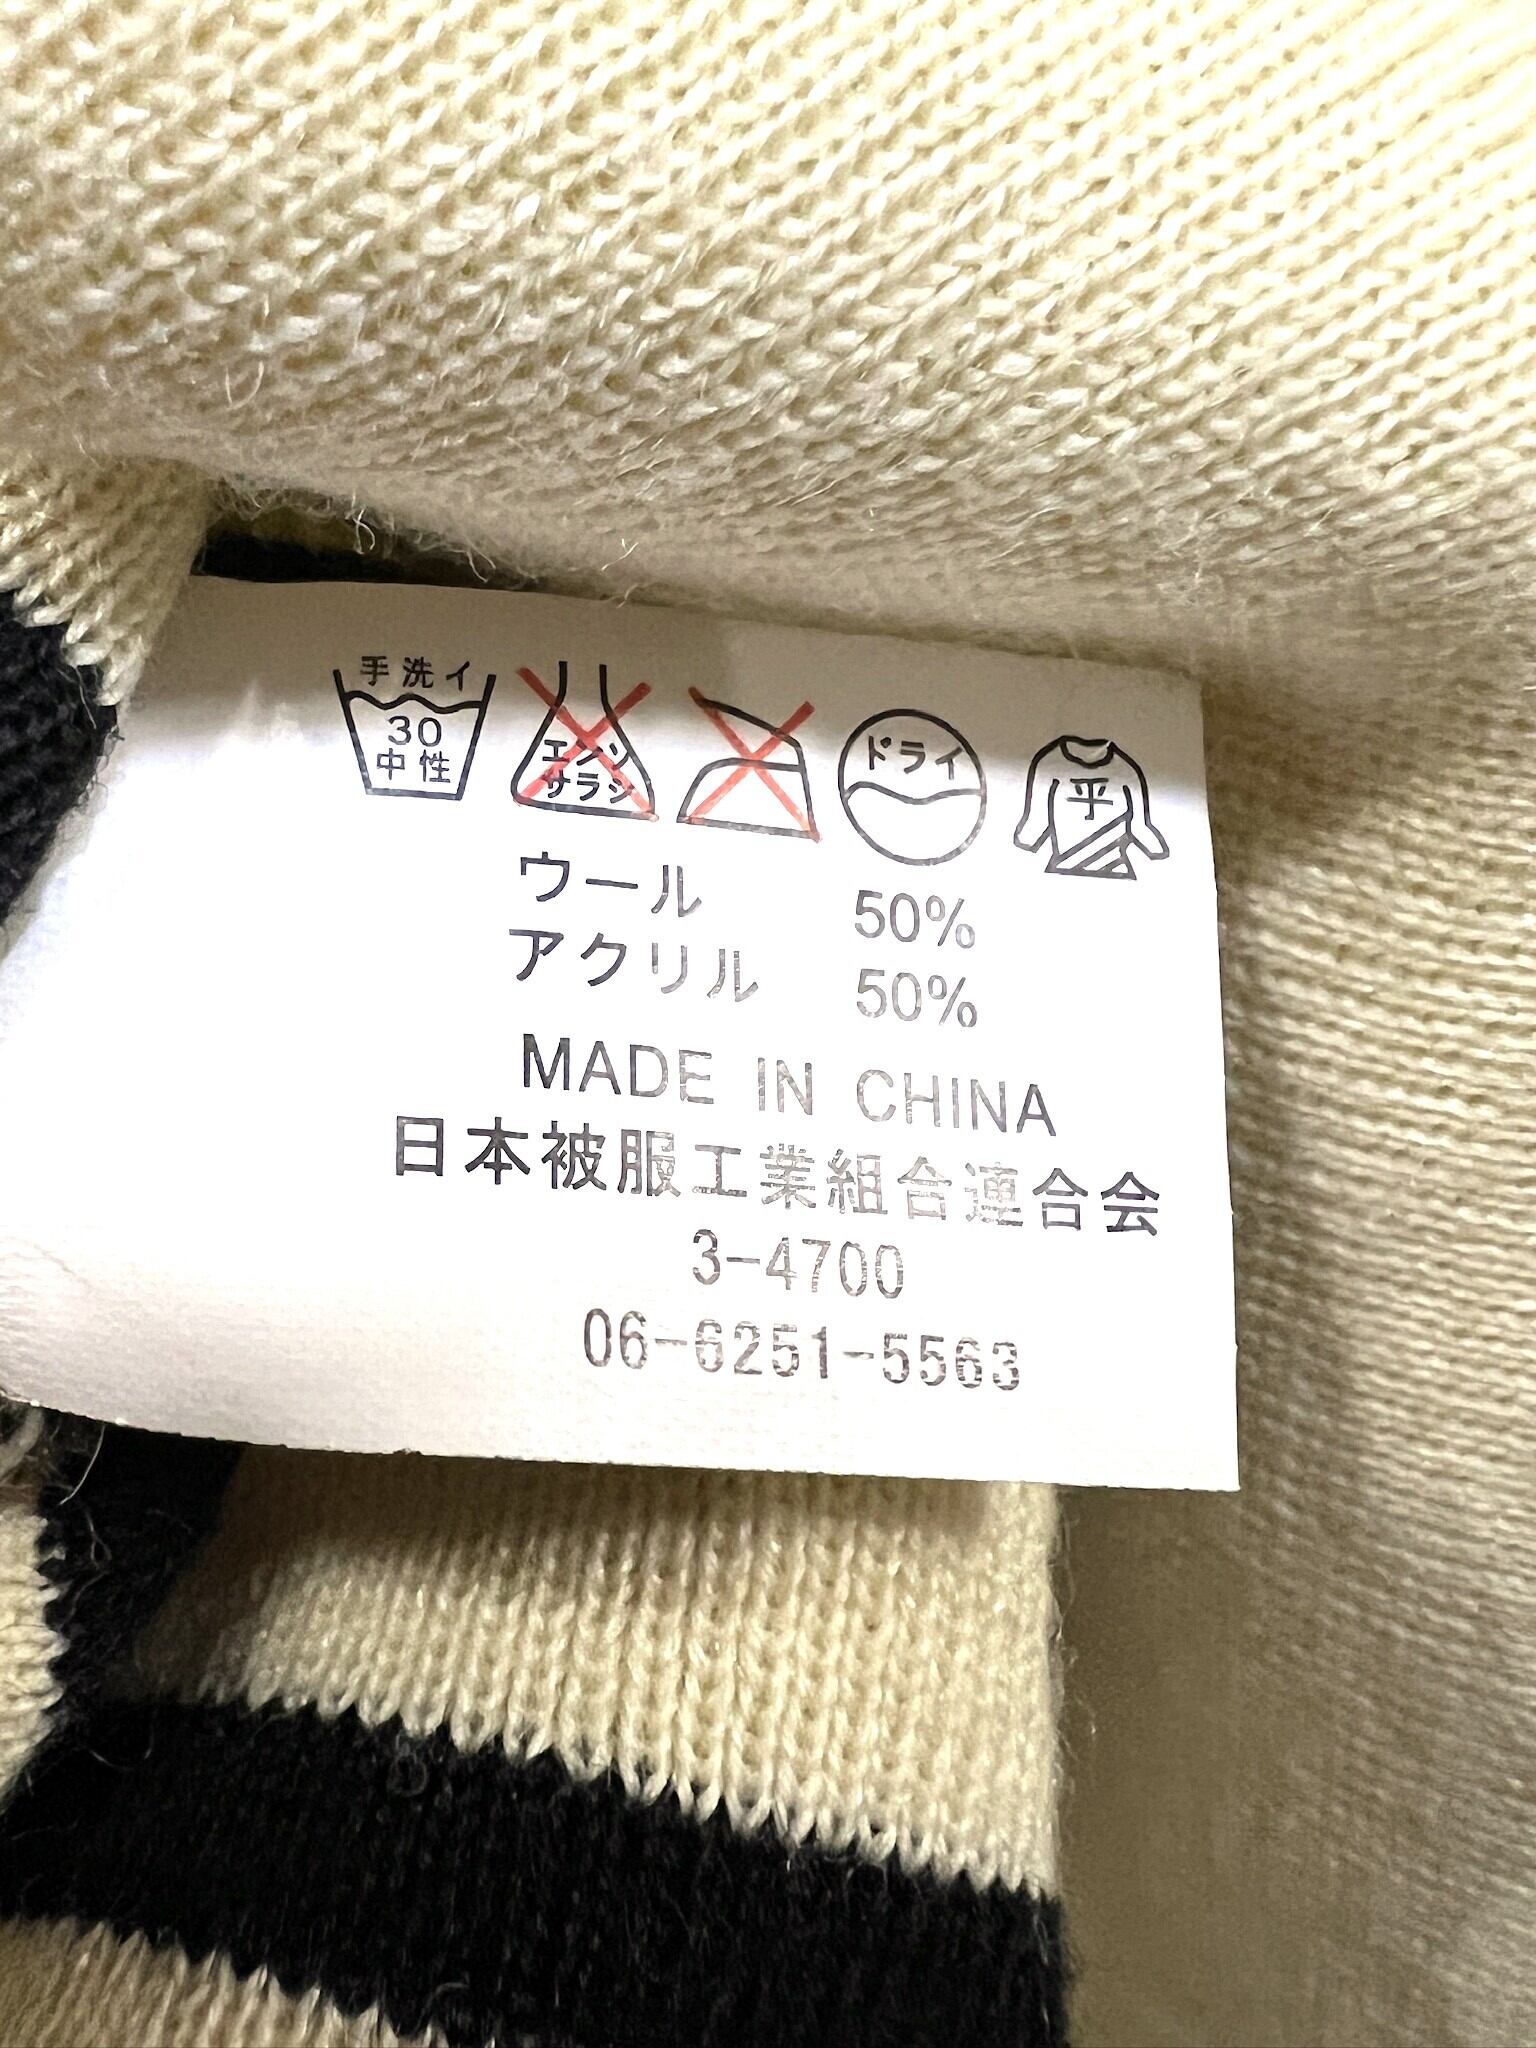 手洗イ
30
中性
エンソ
サラシ
ドライ
平
ウール 50%
アクリル 50%
MADE IN CHINA
日本被服工業組合連合会
3-4700
06-6251-5563